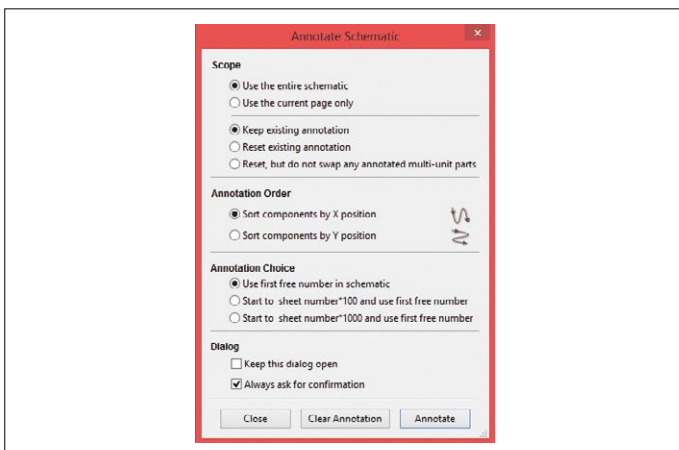 Annotate Schematic
Scope
Use the entire schematic
Use the current page only
Keep existing annotation
Reset existing annotation
Reset, but do not swap any annotated multi-unit parts
Annotation Order
Sort components by X position
Sort components by Y position
Annotation Choice
Use first free number in schematic
Start to sheet number*100 and use first free number
Start to sheet number*1000 and use first free number
Dialog
Keep this dialog open
Always ask for confirmation
Close Clear Annotation Annotate